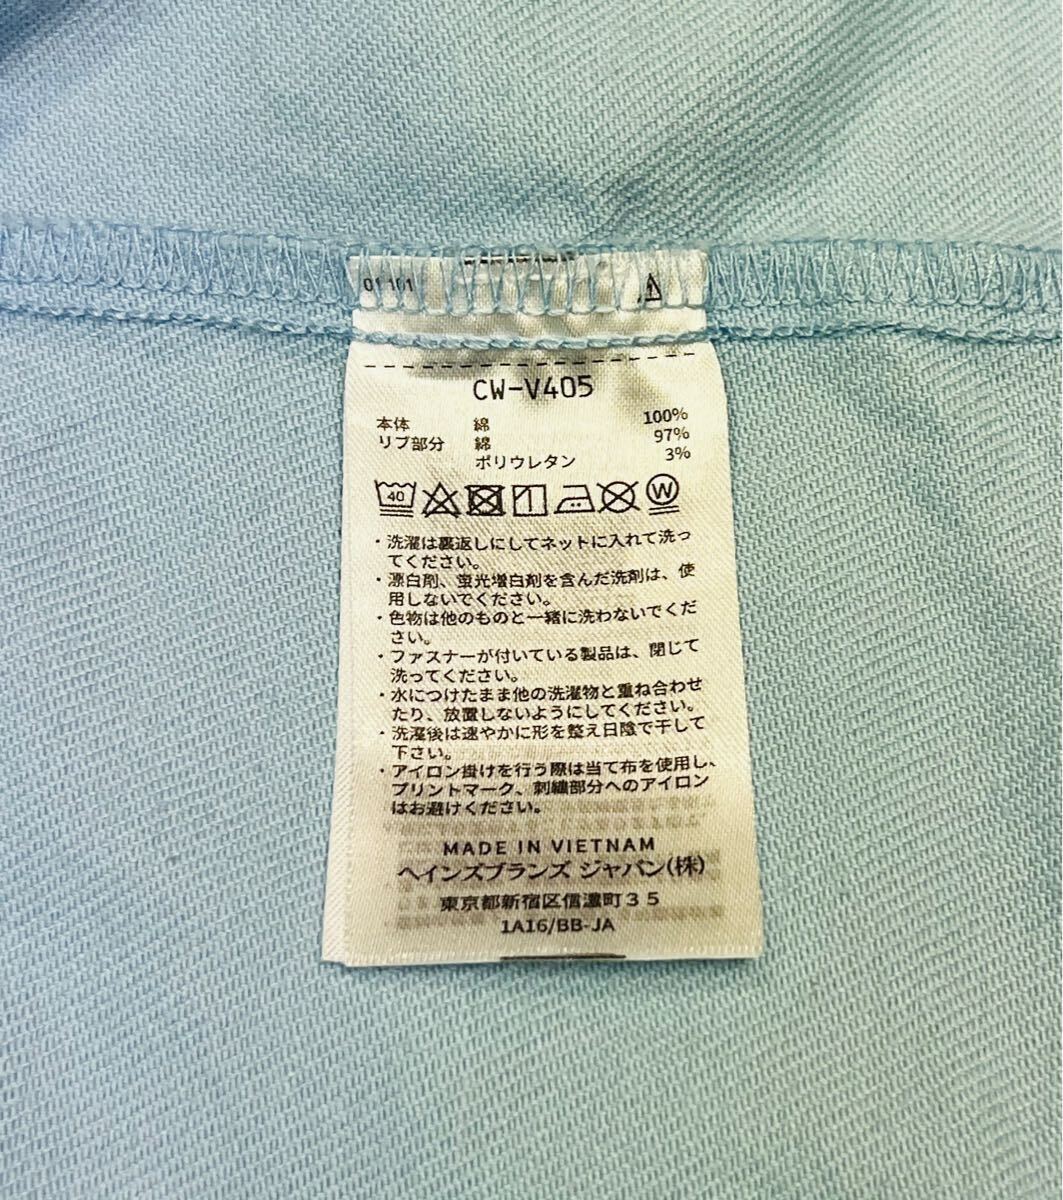 01101
CW-V405
本体 綿 100%
リブ部分 綿 97%
ポリウレタン 3%
40 W
・洗濯は裏返しにしてネットに入れて洗っ
てください。
・漂白剤、蛍光増白剤を含んだ洗剤は、使
用しないでください。
・色物は他のものと一緒に洗わないでくだ
さい。
・ファスナーが付いている製品は、閉じて
洗ってください。
・水につけたまま他の洗濯物と重ね合わせ
たり、放置しないようにしてください。
・洗濯後は速やかに形を整え日陰で干して
下さい。
・アイロン掛けを行う際は当て布を使用し、
プリントマーク、刺繍部分へのアイロン
はお避けください。
MADE IN VIETNAM
ヘインズブランズ ジャパン(株)
東京都新宿区信濃町35
1A16/BB-JA